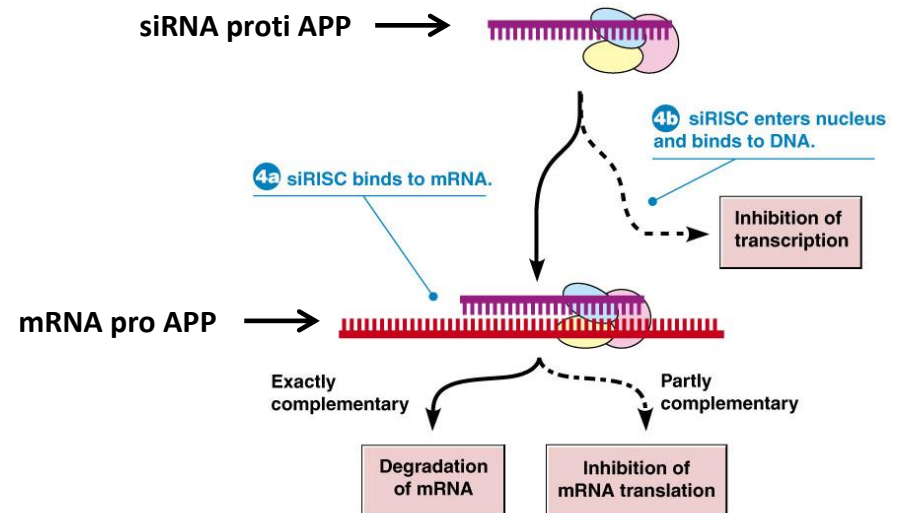 siRNA proti APP
4b siRISC enters nucleus
and binds to DNA.
4a siRISC binds to mRNA.
Inhibition of
transcription
mRNA pro APP
Exactly
complementary
Partly
complementary
Degradation
of mRNA
Inhibition of
mRNA translation